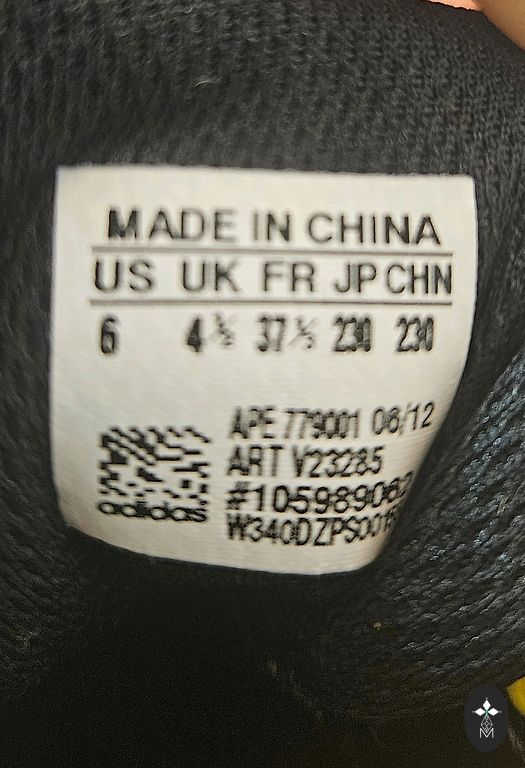 MADE IN CHINA
US UK FR JP CHN
6 4½ 37⅓ 230 230
APE 779001 06/12
ART V23285
adidas
M